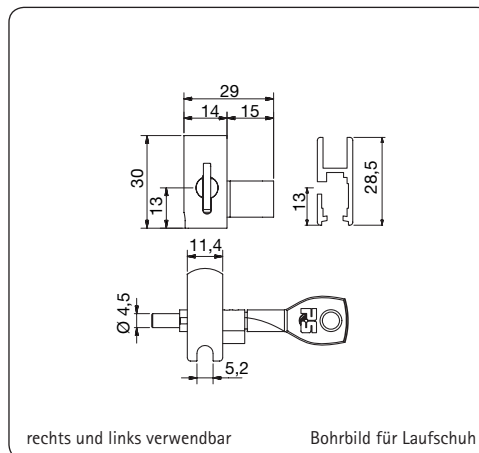 29
14 15
30
13
13
28,5
11,4
Ø 4,5
5,2
rechts und links verwendbar
Bohrbild für Laufschuh